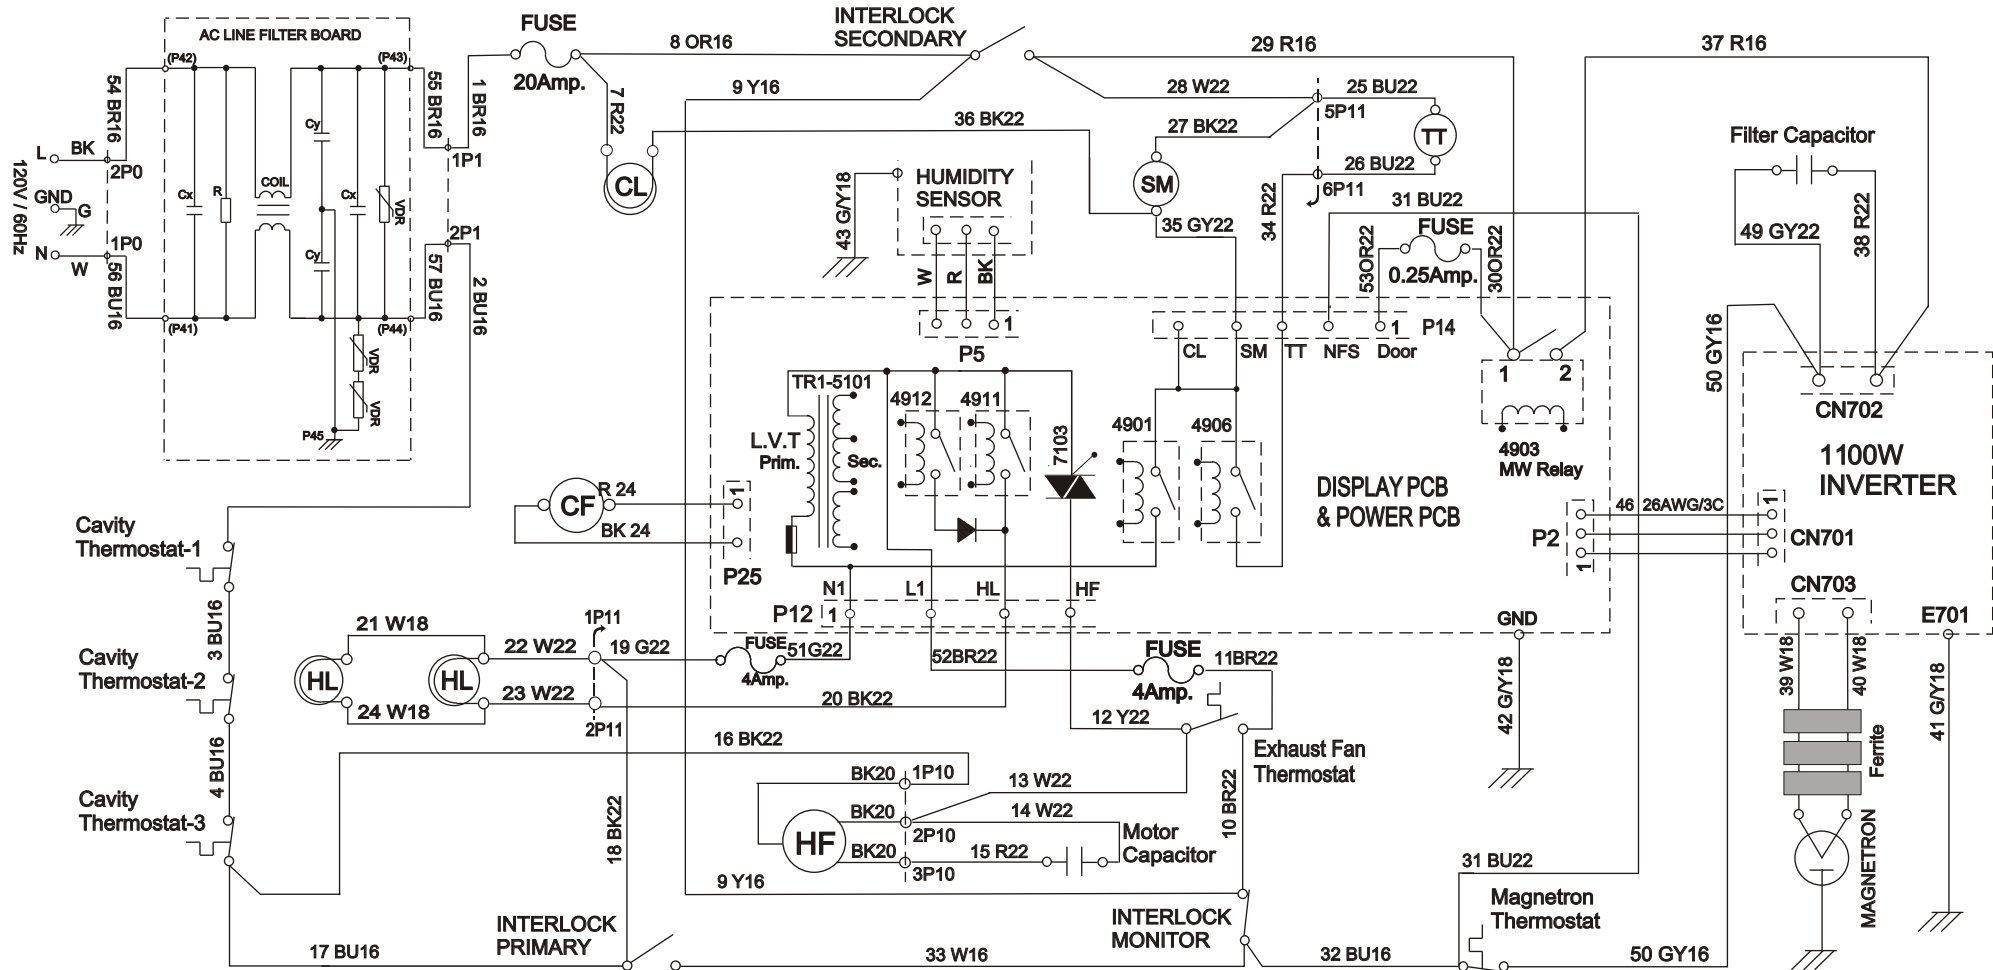 FUSE
20Amp.
INTERLOCK
SECONDARY
AC LINE FILTER BOARD
(P42)
(P43)
8 OR16
29 R16
37 R16
54 BR16
55 BR16
1 BR16
9 Y16
7 R22
28 W22
25 BU22
5P11
27 BK22
36 BK22
TT
26 BU22
6P11
Filter Capacitor
L
BK
2P0
120V / 60Hz
GND
G
N
W
1P0
56 BU16
Cy
Cx
R
COIL
Cx
VDR
Cy
1P1
2P1
57 BU16
2 BU16
(P41)
(P44)
VDR
VDR
P45
CL
43 G/Y18
HUMIDITY
SENSOR
W
R
BK
1
P5
SM
35 GY22
34 R22
31 BU22
FUSE
0.25Amp.
53OR22
30OR22
49 GY22
38 R22
50 GY16
1
P14
CL
SM
TT
NFS
Door
1
2
4903
MW Relay
CN702
1100W
INVERTER
TR1-5101
L.V.T
Prim.
Sec.
4912
4911
7103
4901
4906
DISPLAY PCB
& POWER PCB
CF
R 24
BK 24
1
P25
P2
1
46
26AWG/3C
1
CN701
CN703
E701
Cavity
Thermostat-1
3 BU16
Cavity
Thermostat-2
4 BU16
Cavity
Thermostat-3
N1
L1
HL
HF
P12
1
GND
21 W18
HL
HL
24 W18
22 W22
23 W22
1P11
2P11
19 G22
FUSE
4Amp.
51G22
52BR22
FUSE
4Amp.
11BR22
20 BK22
12 Y22
42 G/Y18
39 W18
40 W18
41 G/Y18
Ferrite
MAGNETRON
Exhaust Fan
Thermostat
16 BK22
18 BK22
BK20
1P10
13 W22
HF
BK20
2P10
14 W22
BK20
3P10
15 R22
Motor
Capacitor
10 BR22
9 Y16
31 BU22
INTERLOCK
PRIMARY
INTERLOCK
MONITOR
Magnetron
Thermostat
17 BU16
33 W16
32 BU16
50 GY16